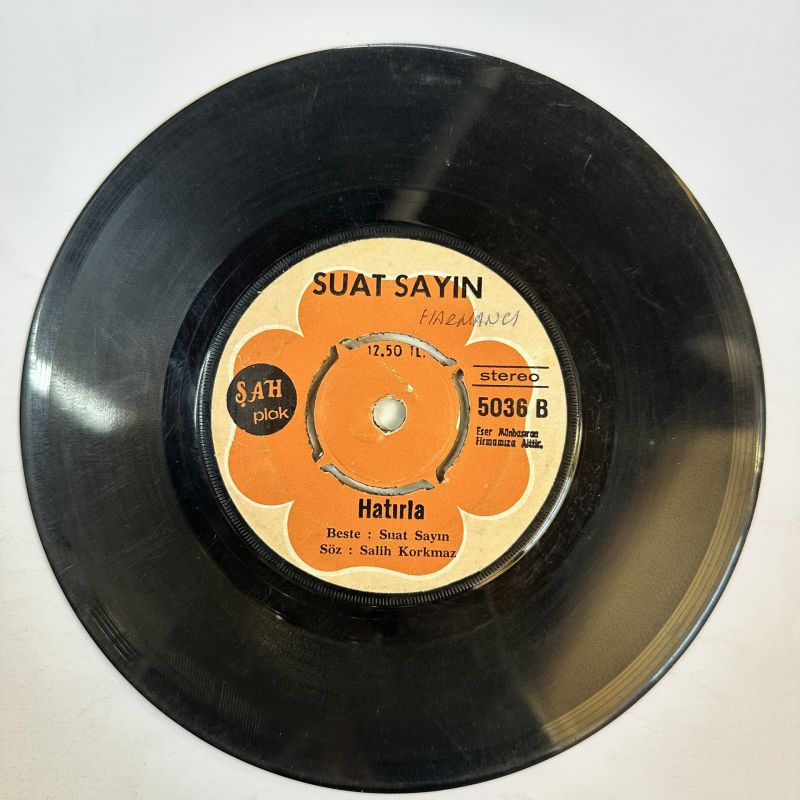 SUAT SAYIN
HARMANCI
12.50 TL.
ŞAH
plak
stereo
5036 B
Eser Münhasıran
Firmamıza Aittir.
Hatırla
Beste : Suat Sayın
Söz : Salih Korkmaz